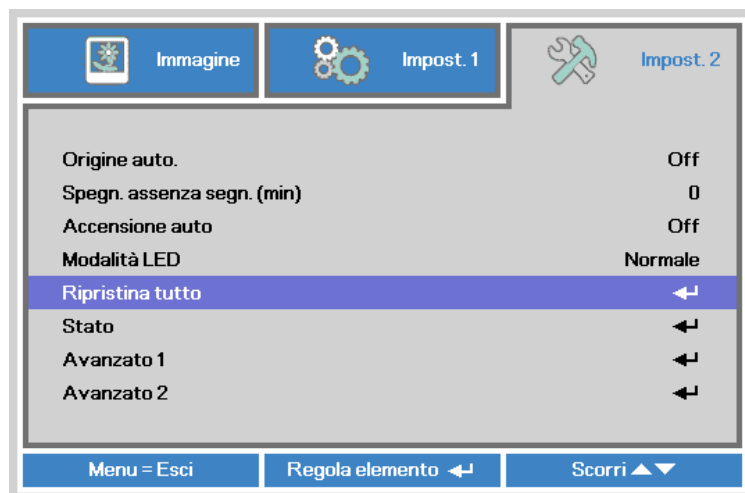 Immagine Impost. 1 Impost. 2
Origine auto. Off
Spegn. assenza segn. (min) 0
Accensione auto Off
Modalità LED Normale
Ripristina tutto
Stato
Avanzato 1
Avanzato 2
Menu = Esci Regola elemento Scorri